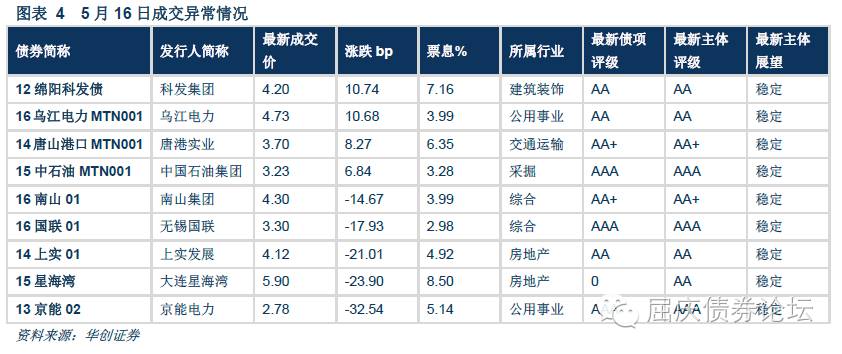 图表 4 5 月 16 日成交异常情况
债券简称 发行人简称 最新成交价 涨跌 bp 票息% 所属行业 最新债项评级 最新主体评级 最新主体展望
12 绵阳科发债 科发集团 4.20 10.74 7.16 建筑装饰 AA AA 稳定
16 乌江电力 MTN001 乌江电力 4.73 10.68 3.99 公用事业 AA AA 稳定
14 唐山港口 MTN001 唐港实业 3.70 8.27 6.35 交通运输 AA+ AA+ 稳定
15 中石油 MTN001 中国石油集团 3.23 6.84 3.28 采掘 AAA AAA 稳定
16 南山 01 南山集团 4.30 -14.67 3.99 综合 AA+ AA+ 稳定
16 国联 01 无锡国联 3.30 -17.93 2.98 综合 AAA AAA 稳定
14 上实 01 上实发展 4.12 -21.01 4.92 房地产 AA AA 稳定
15 星海湾 大连星海湾 5.90 -23.90 8.50 房地产 0 AA 稳定
13 京能 02 京能电力 2.78 -32.54 5.14 公用事业 AAA 稳定
屈庆债券论坛
资料来源：华创证券